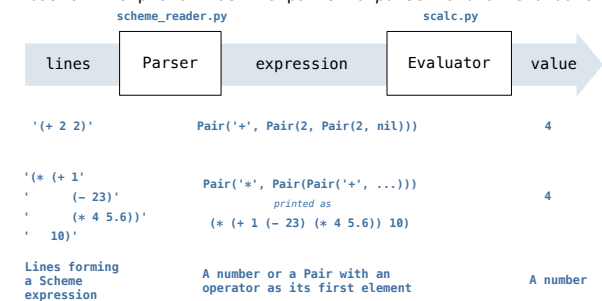 scheme_reader.py scalc.py
lines Parser expression Evaluator value
'(+ 2 2)' Pair('+', Pair(2, Pair(2, nil))) 4
'(* (+ 1'
' (- 23)'
' (* 4 5.6))'
' 10)'
Pair('*', Pair(Pair('+', ...)))
printed as
(* (+ 1 (- 23) (* 4 5.6)) 10)
4
Lines forming
a Scheme
expression
A number or a Pair with an
operator as its first element
A number